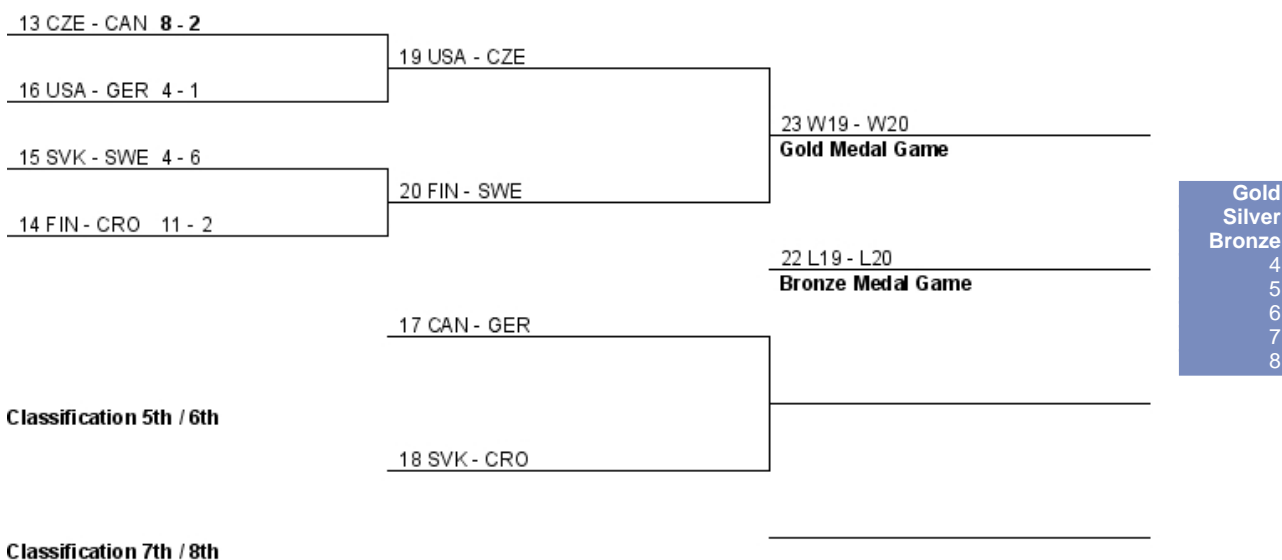 13 CZE - CAN 8 - 2
19 USA - CZE
16 USA - GER 4 - 1
23 W19 - W20
Gold Medal Game
15 SVK - SWE 4 - 6
20 FIN - SWE
14 FIN - CRO 11 - 2
22 L19 - L20
Bronze Medal Game
17 CAN - GER
Classification 5th / 6th
18 SVK - CRO
Classification 7th / 8th
Gold
Silver
Bronze
4
5
6
7
8